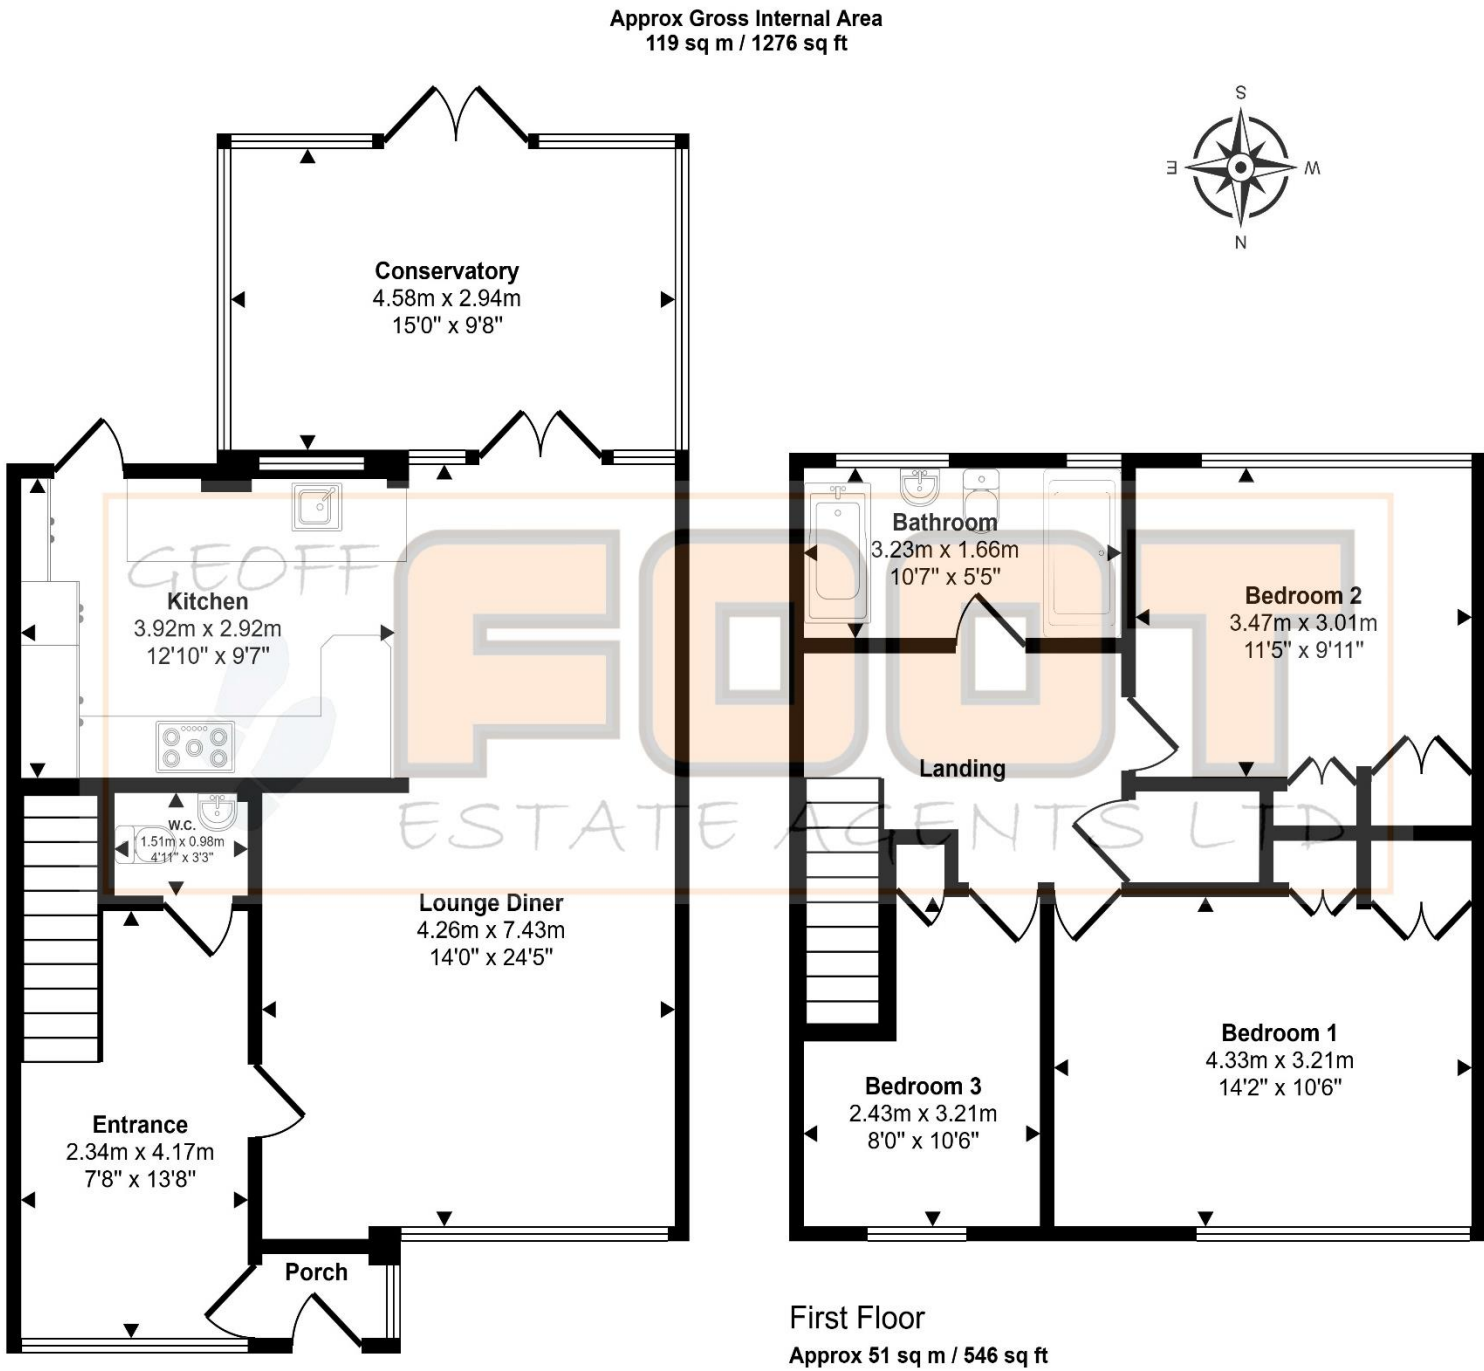 Approx Gross Internal Area
119 sq m / 1276 sq ft
S
E
W
N
Conservatory
4.58m x 2.94m
15'0" x 9'8"
GEOFF
FOOT
ESTATE AGENTS LTD
Kitchen
3.92m x 2.92m
12'10" x 9'7"
W.C.
1.51m x 0.98m
4'11" x 3'3"
Lounge Diner
4.26m x 7.43m
14'0" x 24'5"
Entrance
2.34m x 4.17m
7'8" x 13'8"
Porch
Bathroom
3.23m x 1.66m
10'7" x 5'5"
Bedroom 2
3.47m x 3.01m
11'5" x 9'11"
Landing
Bedroom 1
4.33m x 3.21m
14'2" x 10'6"
Bedroom 3
2.43m x 3.21m
8'0" x 10'6"
First Floor
Approx 51 sq m / 546 sq ft